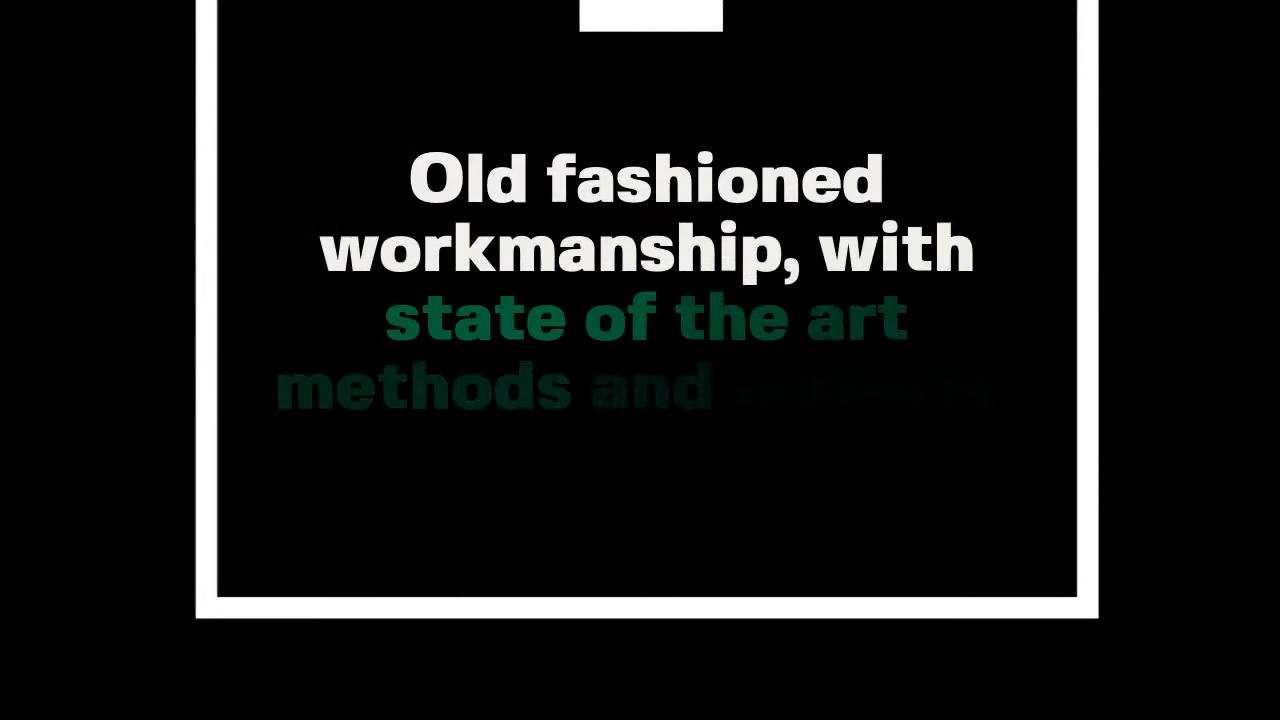 Old fashioned
workmanship, with
state of the art
methods and